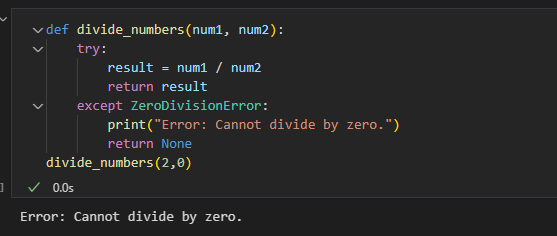 def divide_numbers(num1, num2):
    try:
        result = num1 / num2
        return result
    except ZeroDivisionError:
        print("Error: Cannot divide by zero.")
        return None
divide_numbers(2,0)
]
✓ 0.0s
Error: Cannot divide by zero.